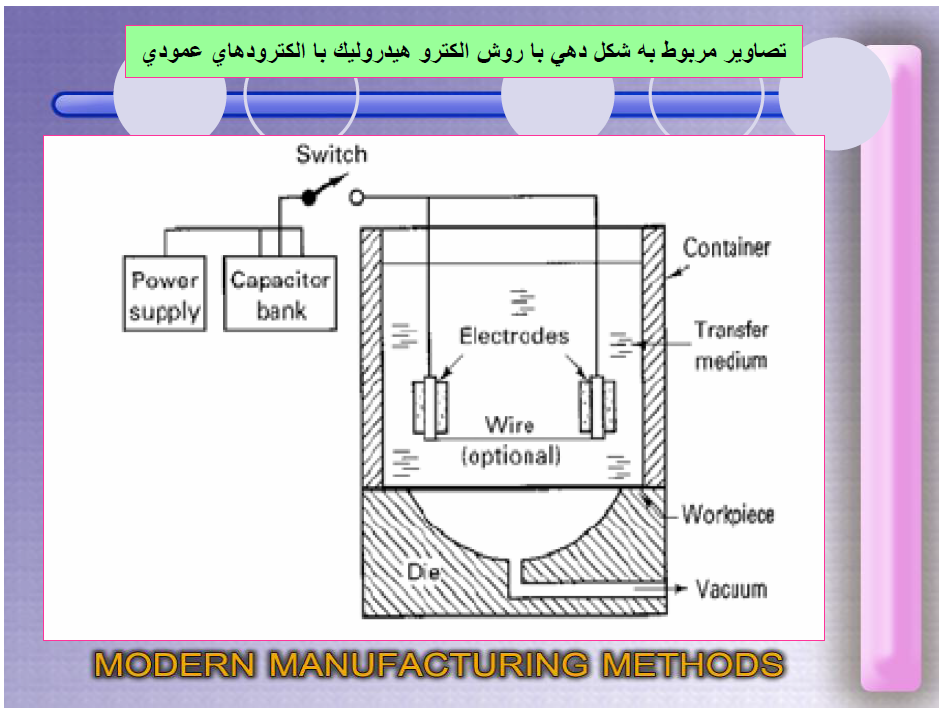 تصاوير مربوط به شكل دهي با روش الكترو هيدروليك با الكترودهاي عمودي
Switch
Power
supply
Capacitor
bank
Container
Transfer
medium
Electrodes
Wire
(optional)
Workpiece
Die
Vacuum
MODERN MANUFACTURING METHODS